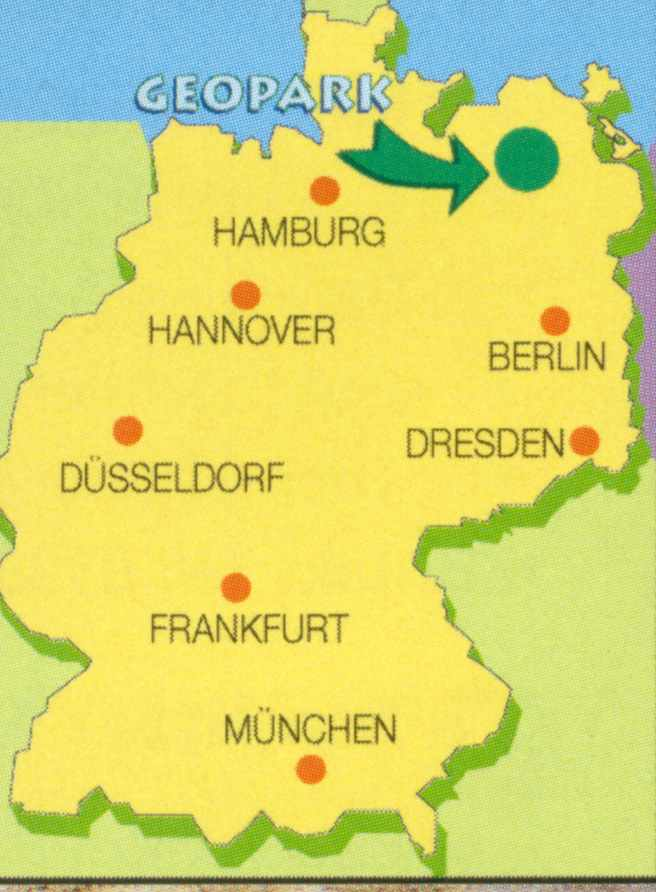 GEOPARK
HAMBURG
HANNOVER
BERLIN
DRESDEN
DÜSSELDORF
FRANKFURT
MÜNCHEN